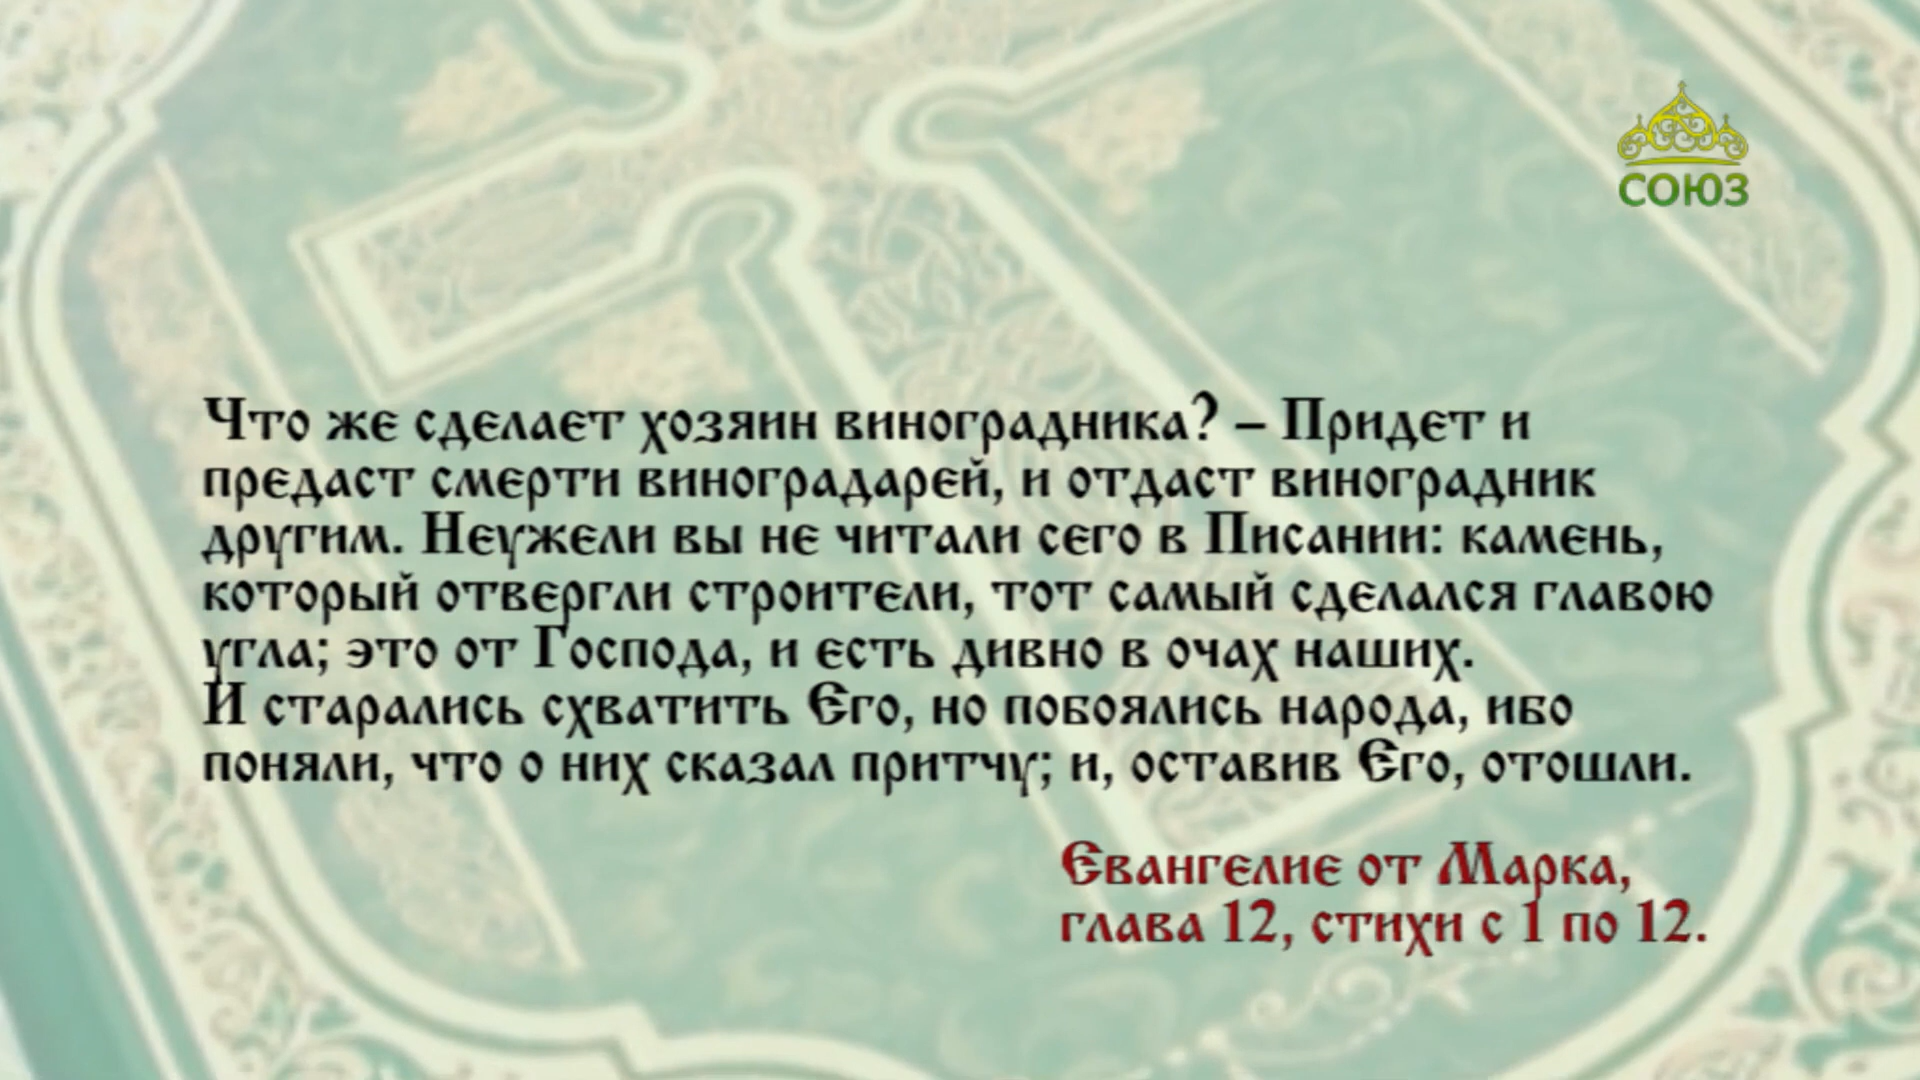 СОЮЗ
Что же сделает хозяин виноградника? – Придет и
предаст смерти виноградарей, и отдаст виноградник
другим. Неужели вы не читали сего в Писании: камень,
который отвергли строители, тот самый сделался главою
угла; это от Господа, и есть дивно в очах наших.
И старались схватить Его, но побоялись народа, ибо
поняли, что о них сказал притчу; и, оставив Его, отошли.
Евангелие от Марка,
глава 12, стихи с 1 по 12.